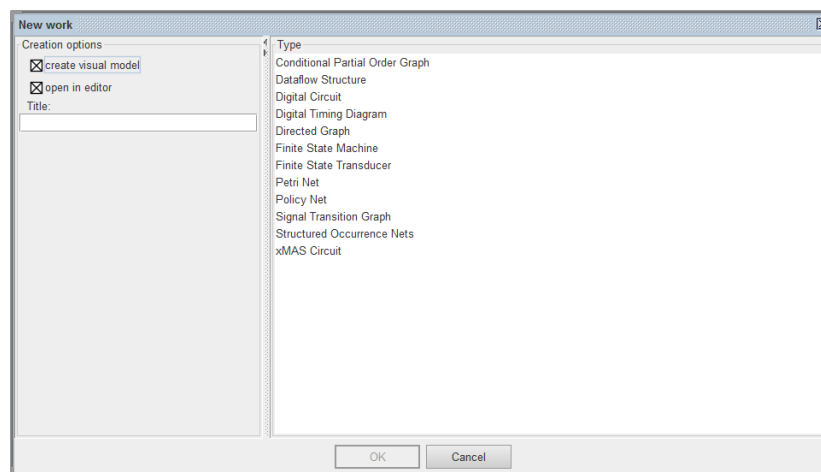 New work
Creation options
create visual model
open in editor
Title:
Type
Conditional Partial Order Graph
Dataflow Structure
Digital Circuit
Digital Timing Diagram
Directed Graph
Finite State Machine
Finite State Transducer
Petri Net
Policy Net
Signal Transition Graph
Structured Occurrence Nets
xMAS Circuit
OK
Cancel